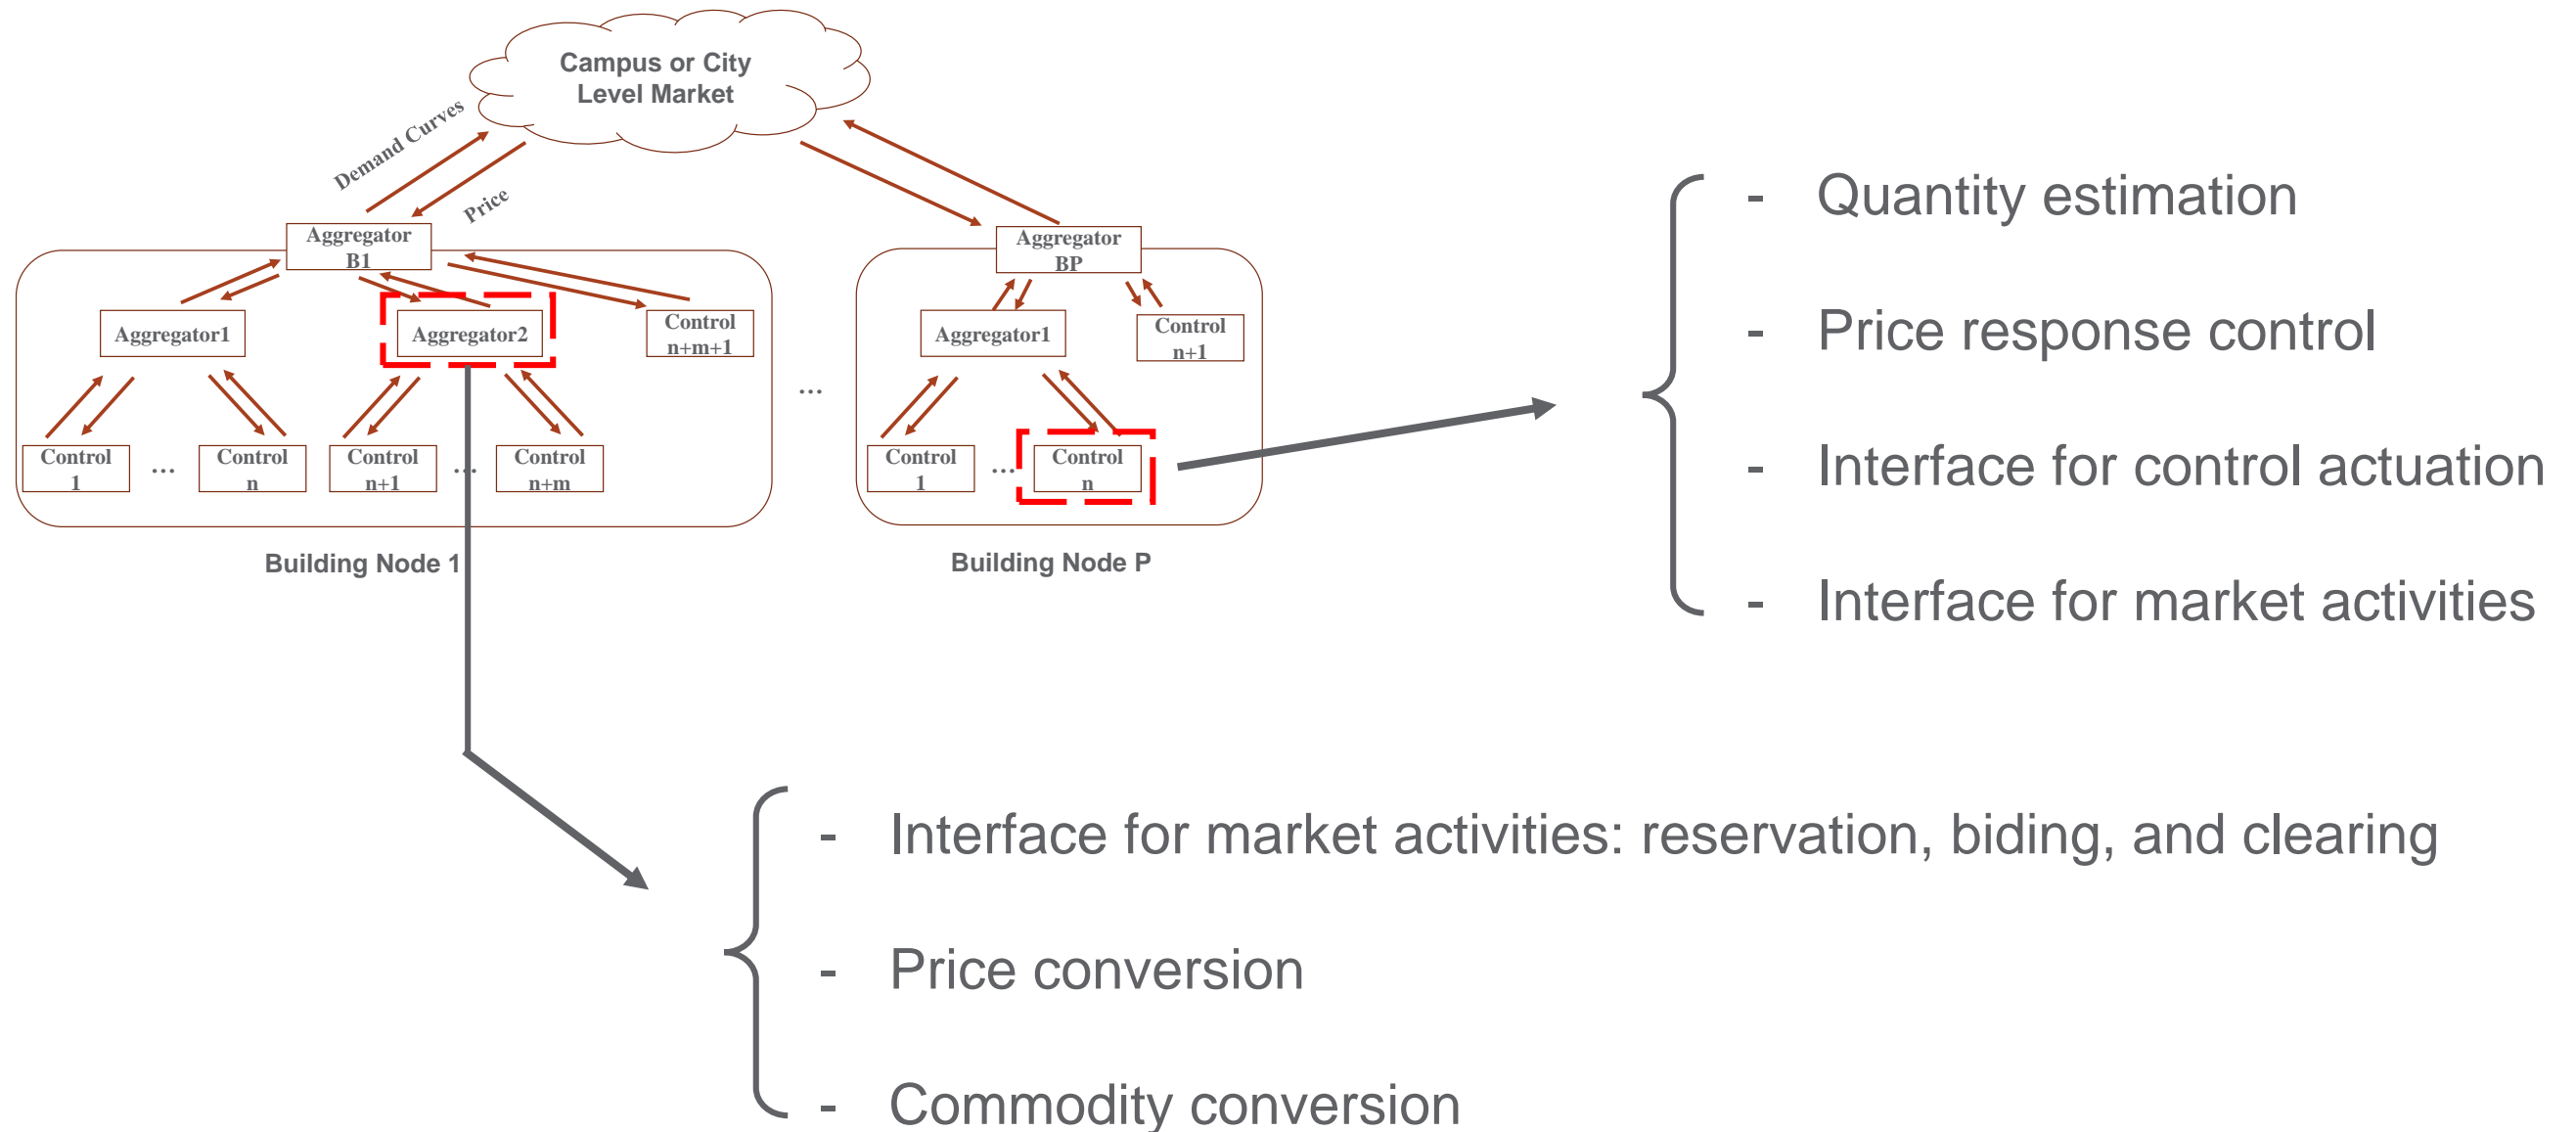 Campus or City
Level Market
Demand Curves
Price
Aggregator
B1
Aggregator
BP
Aggregator1
Aggregator2
Control
n+m+1
Aggregator1
Control
n+1
...
Control
1
...
Control
n
Control
n+1
...
Control
n+m
Control
1
...
Control
n
Building Node 1
Building Node P
- Quantity estimation
- Price response control
- Interface for control actuation
- Interface for market activities
- Interface for market activities: reservation, biding, and clearing
- Price conversion
- Commodity conversion